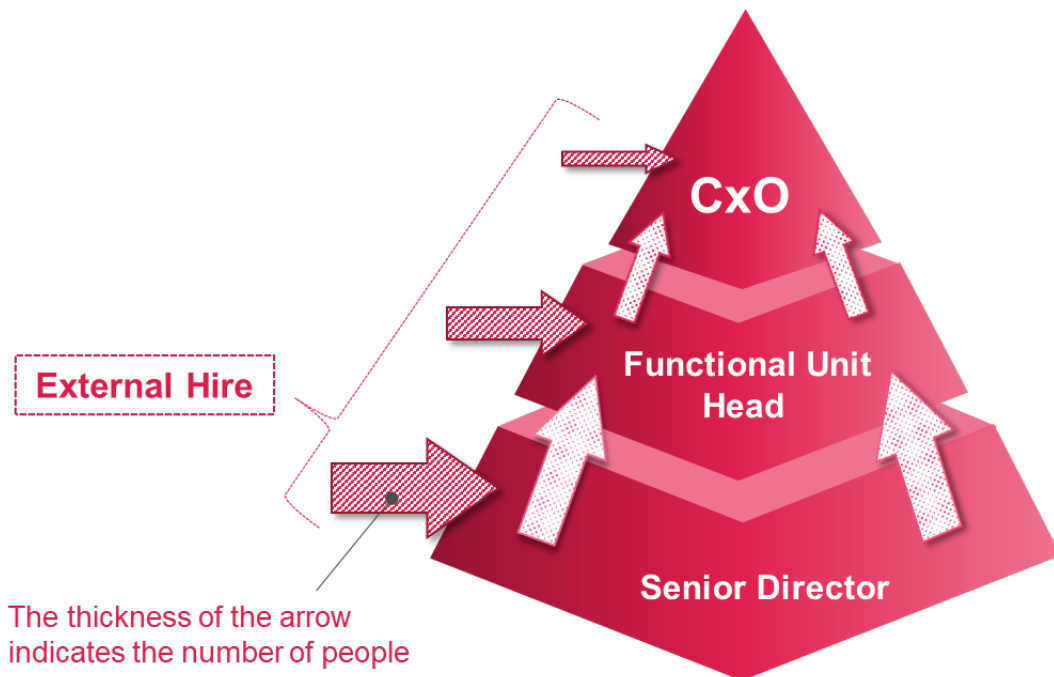 CxO
Functional Unit
Head
External Hire
Senior Director
The thickness of the arrow
indicates the number of people